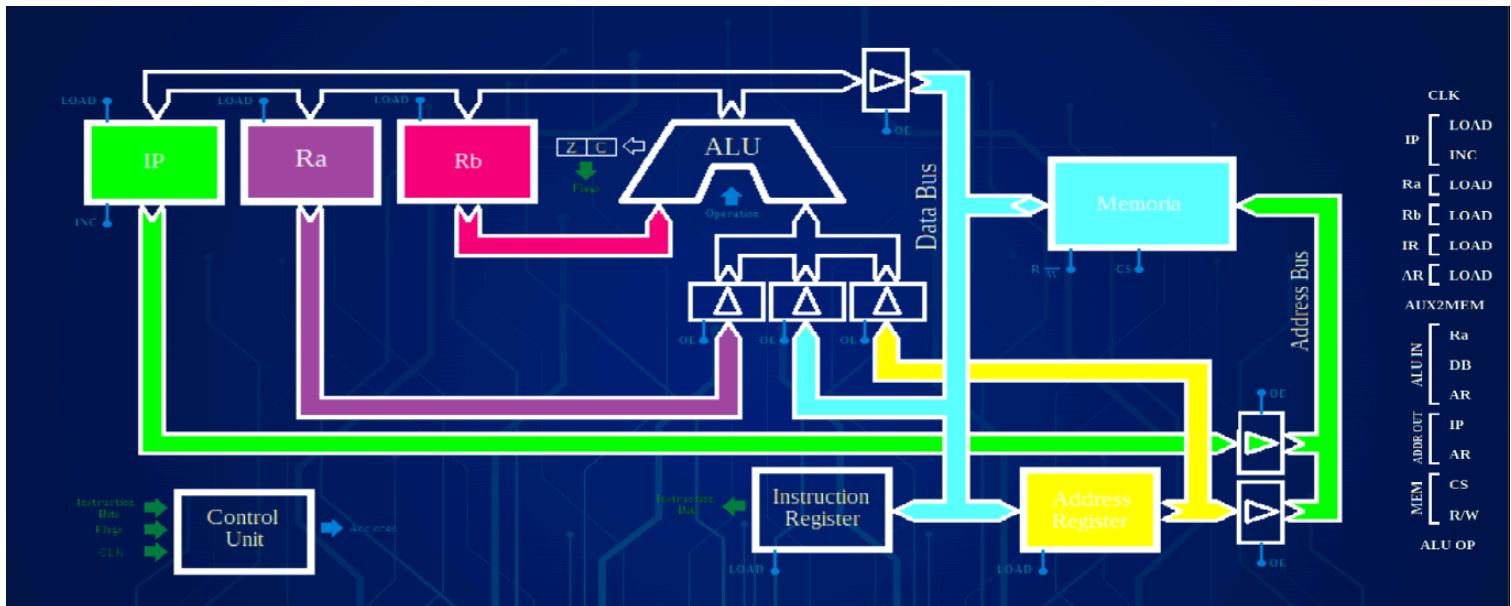 LOAD
LOAD
LOAD
IP
Ra
Rb
ALU
Z C
Flags
Operation
INC
OE
Data Bus
Memoria
R/W
CS
Address Bus
OE
OE
OE
OE
Instruction
Bits
Flags
CLK
Control
Unit
Acciones
Instruction
Bits
Instruction
Register
LOAD
Address
Register
LOAD
OE
CLK
IP
LOAD
INC
Ra
LOAD
Rb
LOAD
IR
LOAD
AR
LOAD
AUX2MEM
ALU IN
Ra
DB
AR
ADDR OUT
IP
AR
MEM
CS
R/W
ALU OP